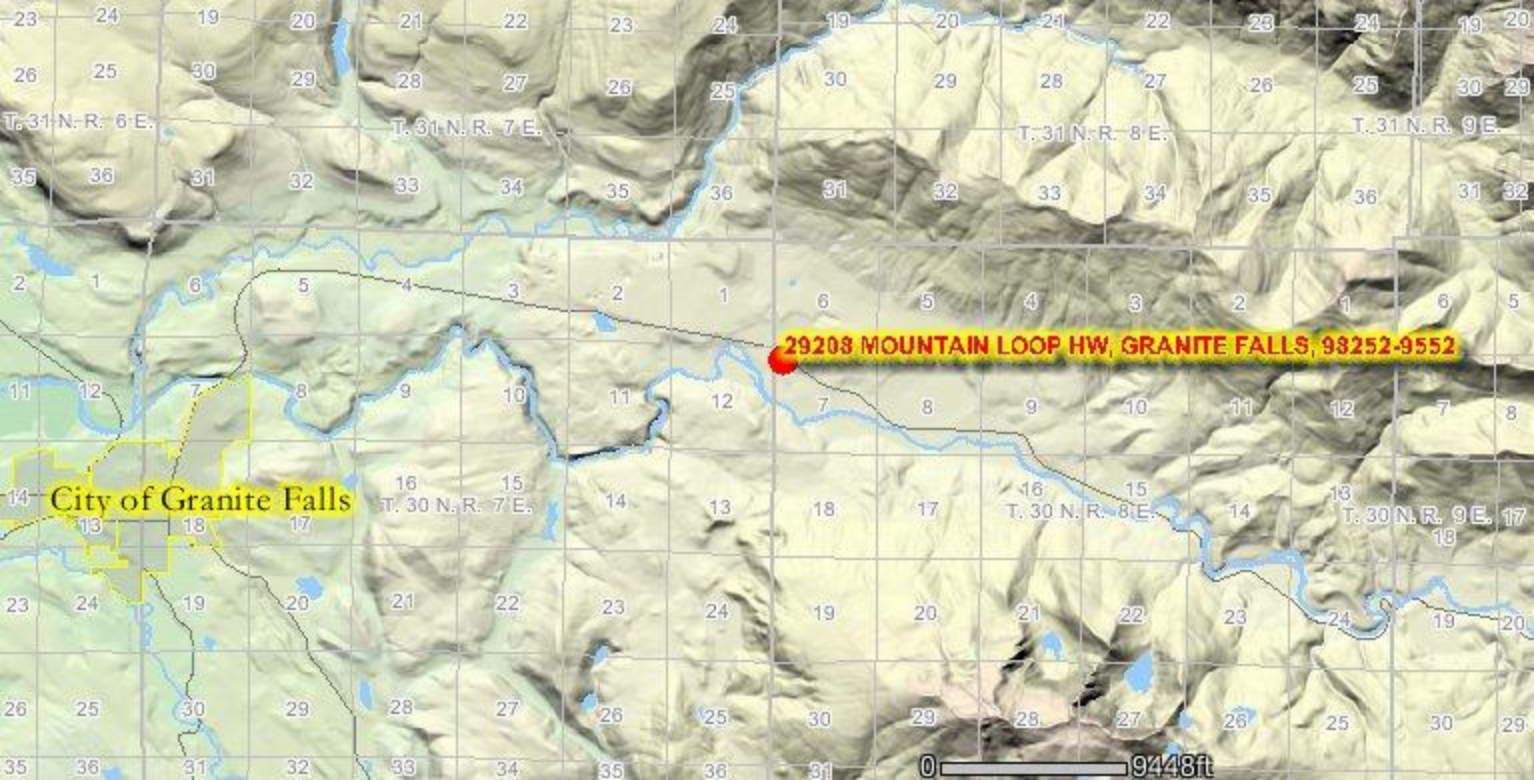 23 24 19 20 21 22 23 24 19 20 21 22 23 24 19 20
26 25 30 29 28 27 26 25 30 29 28 27 26 25 30 29
T. 31 N. R. 6 E. T. 31 N. R. 7 E. T. 31 N. R. 8 E. T. 31 N. R. 9 E.
35 36 31 32 33 34 35 36 31 32 33 34 35 36 31 32
2 1 6 5 4 3 2 1 6 5 4 3 2 1 6 5
29208 MOUNTAIN LOOP HW, GRANITE FALLS, 98252-9552
11 12 7 8 9 10 11 12 7 8 9 10 11 12 7 8
14 City of Granite Falls 16 15 14 13 18 17 16 15 14 13 17
T. 30 N. R. 7 E. T. 30 N. R. 8 E. T. 30 N. R. 9 E.
13 18 17 18
23 24 19 20 21 22 23 24 19 20 21 22 23 24 19 20
26 25 30 29 28 27 26 25 30 29 28 27 26 25 30 29
35 36 31 32 33 34 35 36 31
0 9448ft